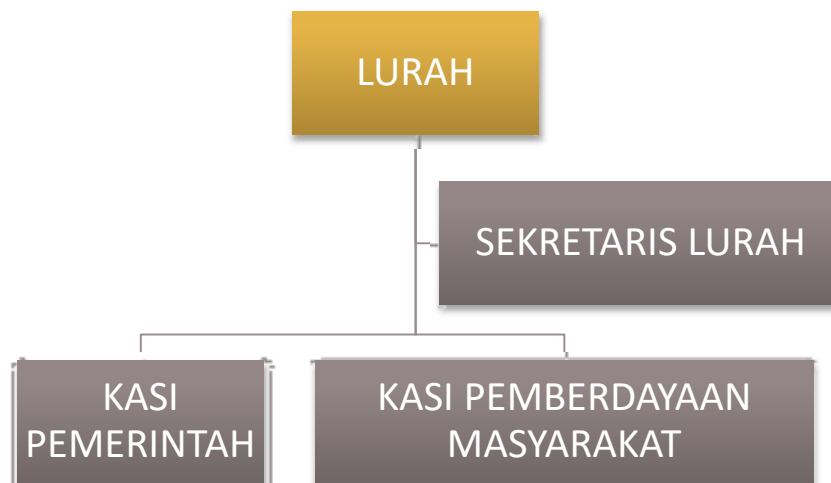 LURAH
SEKRETARIS LURAH
KASI
PEMERINTAH
KASI PEMBERDAYAAN
MASYARAKAT